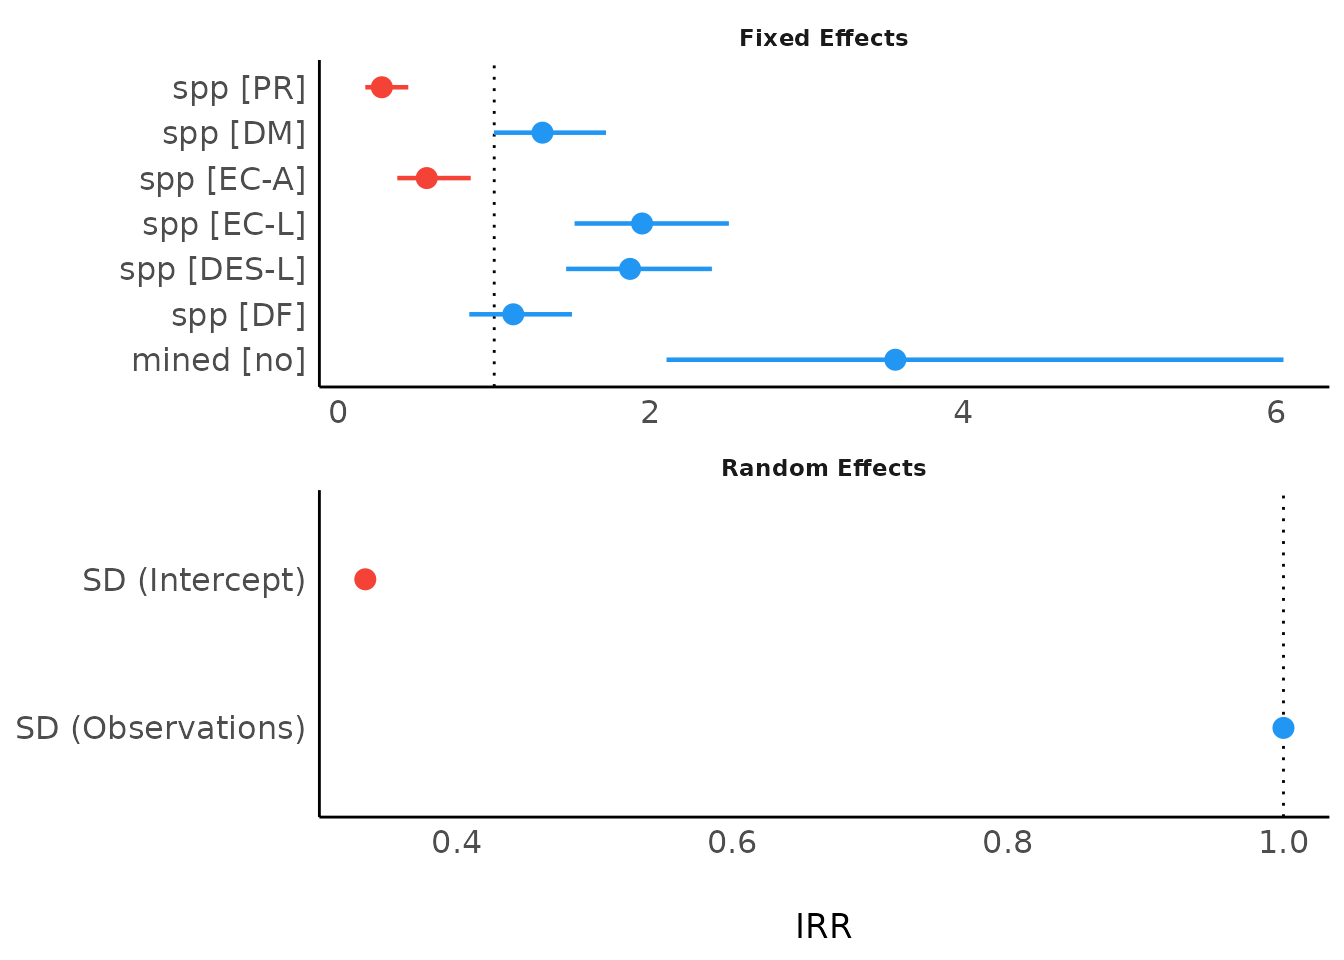 Fixed Effects
spp [PR]
spp [DM]
spp [EC-A]
spp [EC-L]
spp [DES-L]
spp [DF]
mined [no]
0 2 4 6
Random Effects
SD (Intercept)
SD (Observations)
0.4 0.6 0.8 1.0
IRR